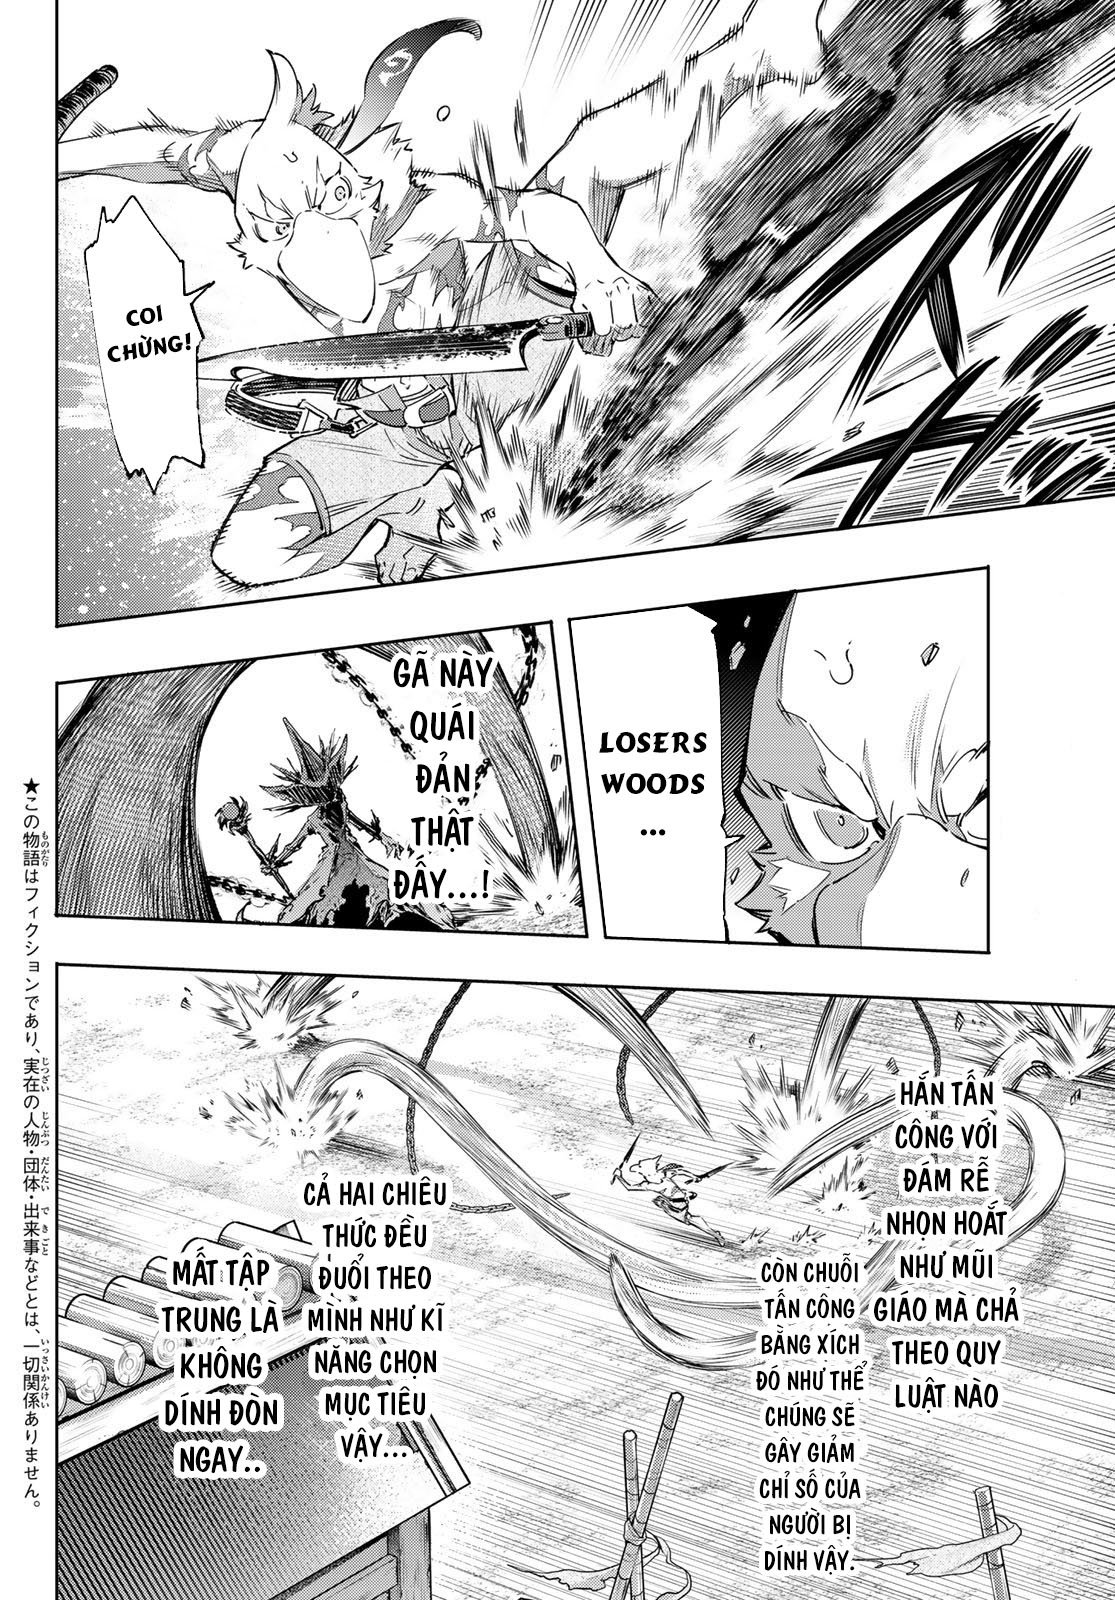 COI
CHỪNG!
LOSERS
WOODS
...
GÃ NÀY
QUÁI
ĐẢN
THẬT
ĐẤY...!
HẮN TẤN
CÔNG VỚI
ĐÁM RỄ
NHỌN HOẮT
NHƯ MŨI
GIÁO MÀ CHẢ
THEO QUY
LUẬT NÀO
CÒN CHUỖI
TẤN CÔNG
BẰNG XÍCH
ĐÓ NHƯ THỂ
CHÚNG SẼ
GÂY GIẢM
CHỈ SỐ CỦA
NGƯỜI BỊ
DÍNH VẬY.
CẢ HAI CHIÊU
THỨC ĐỀU
ĐUỔI THEO
MÌNH NHƯ KĨ
NĂNG CHỌN
MỤC TIÊU
VẬY...
MẤT TẬP
TRUNG LÀ
KHÔNG
DÍNH ĐÒN
NGAY..
★この物語はフィクションであり、実在の人物・団体・出来事などとは、一切関係ありません。